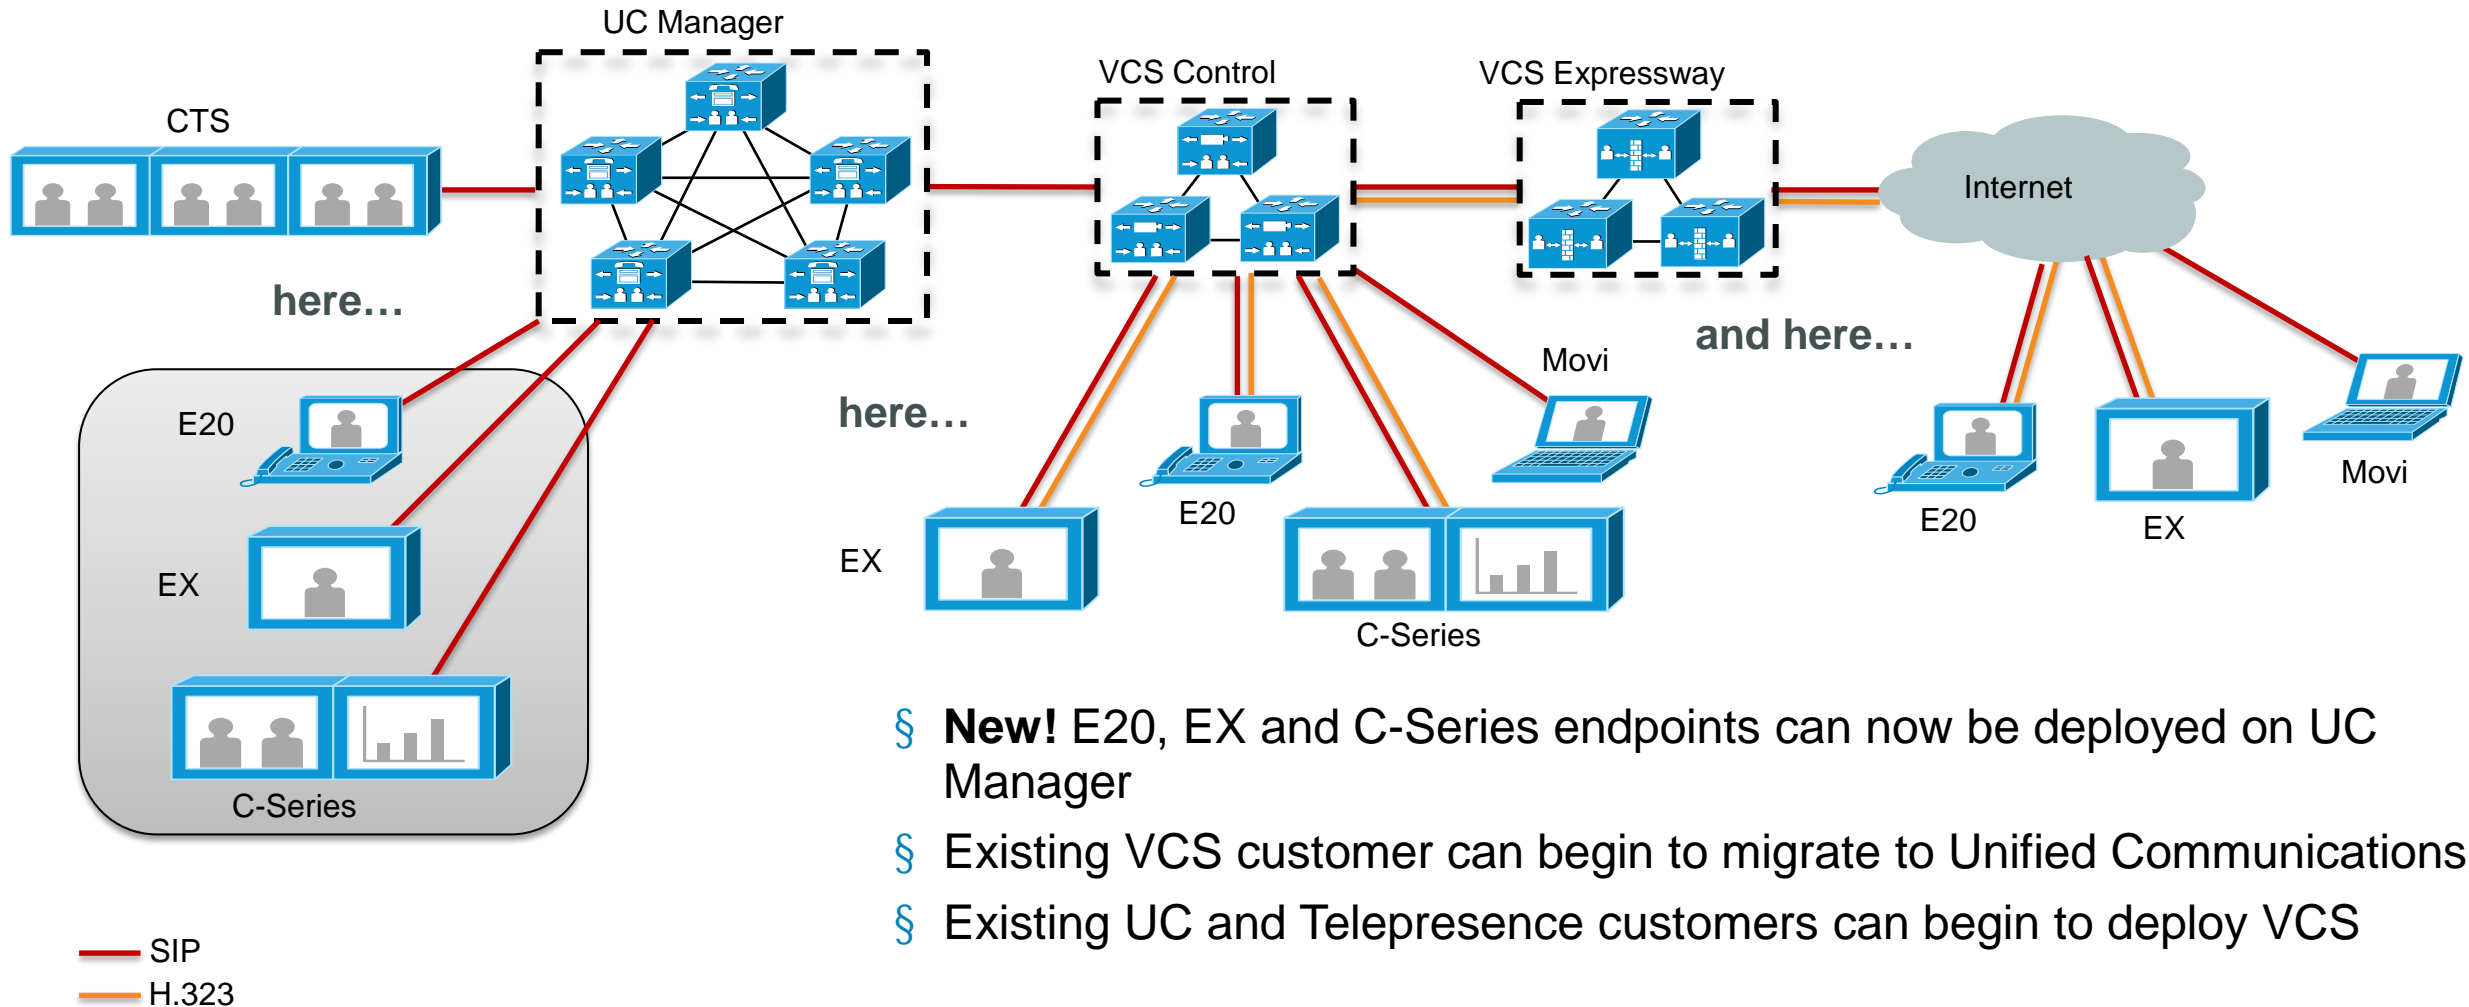 UC Manager
VCS Control
VCS Expressway
CTS
Internet
here…
and here…
Movi
here…
E20
Movi
E20
E20
EX
EX
EX
C-Series
§ New! E20, EX and C-Series endpoints can now be deployed on UC
Manager
C-Series
§ Existing VCS customer can begin to migrate to Unified Communications
§ Existing UC and Telepresence customers can begin to deploy VCS
SIP
H.323